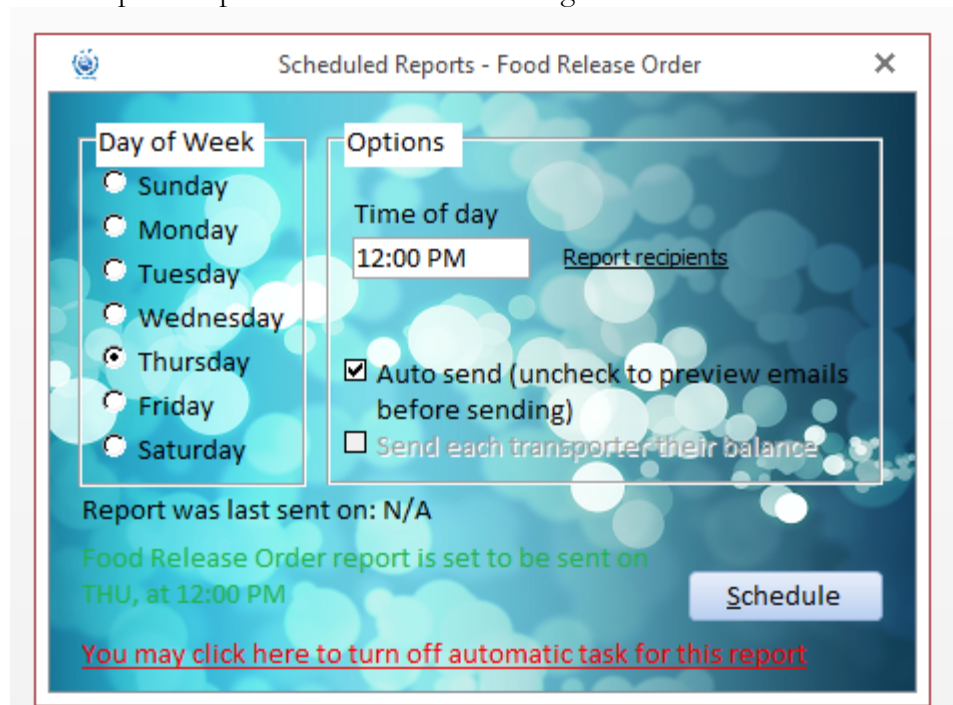 Scheduled Reports - Food Release Order
Day of Week
Sunday
Monday
Tuesday
Wednesday
Thursday
Friday
Saturday
Options
Time of day
12:00 PM
Report recipients
Auto send (uncheck to preview emails
before sending)
Send each transporter their balance
Report was last sent on: N/A
Food Release Order report is set to be sent on
THU, at 12:00 PM
Schedule
You may click here to turn off automatic task for this report